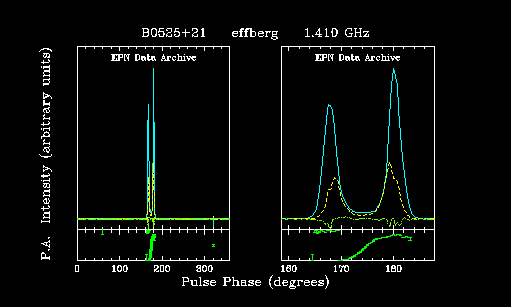 B0525+21 effberg 1.410 GHz
EPN Data Archive EPN Data Archive
P.A. Intensity (arbitrary units)
0 100 200 300 160 170 180
Pulse Phase (degrees)